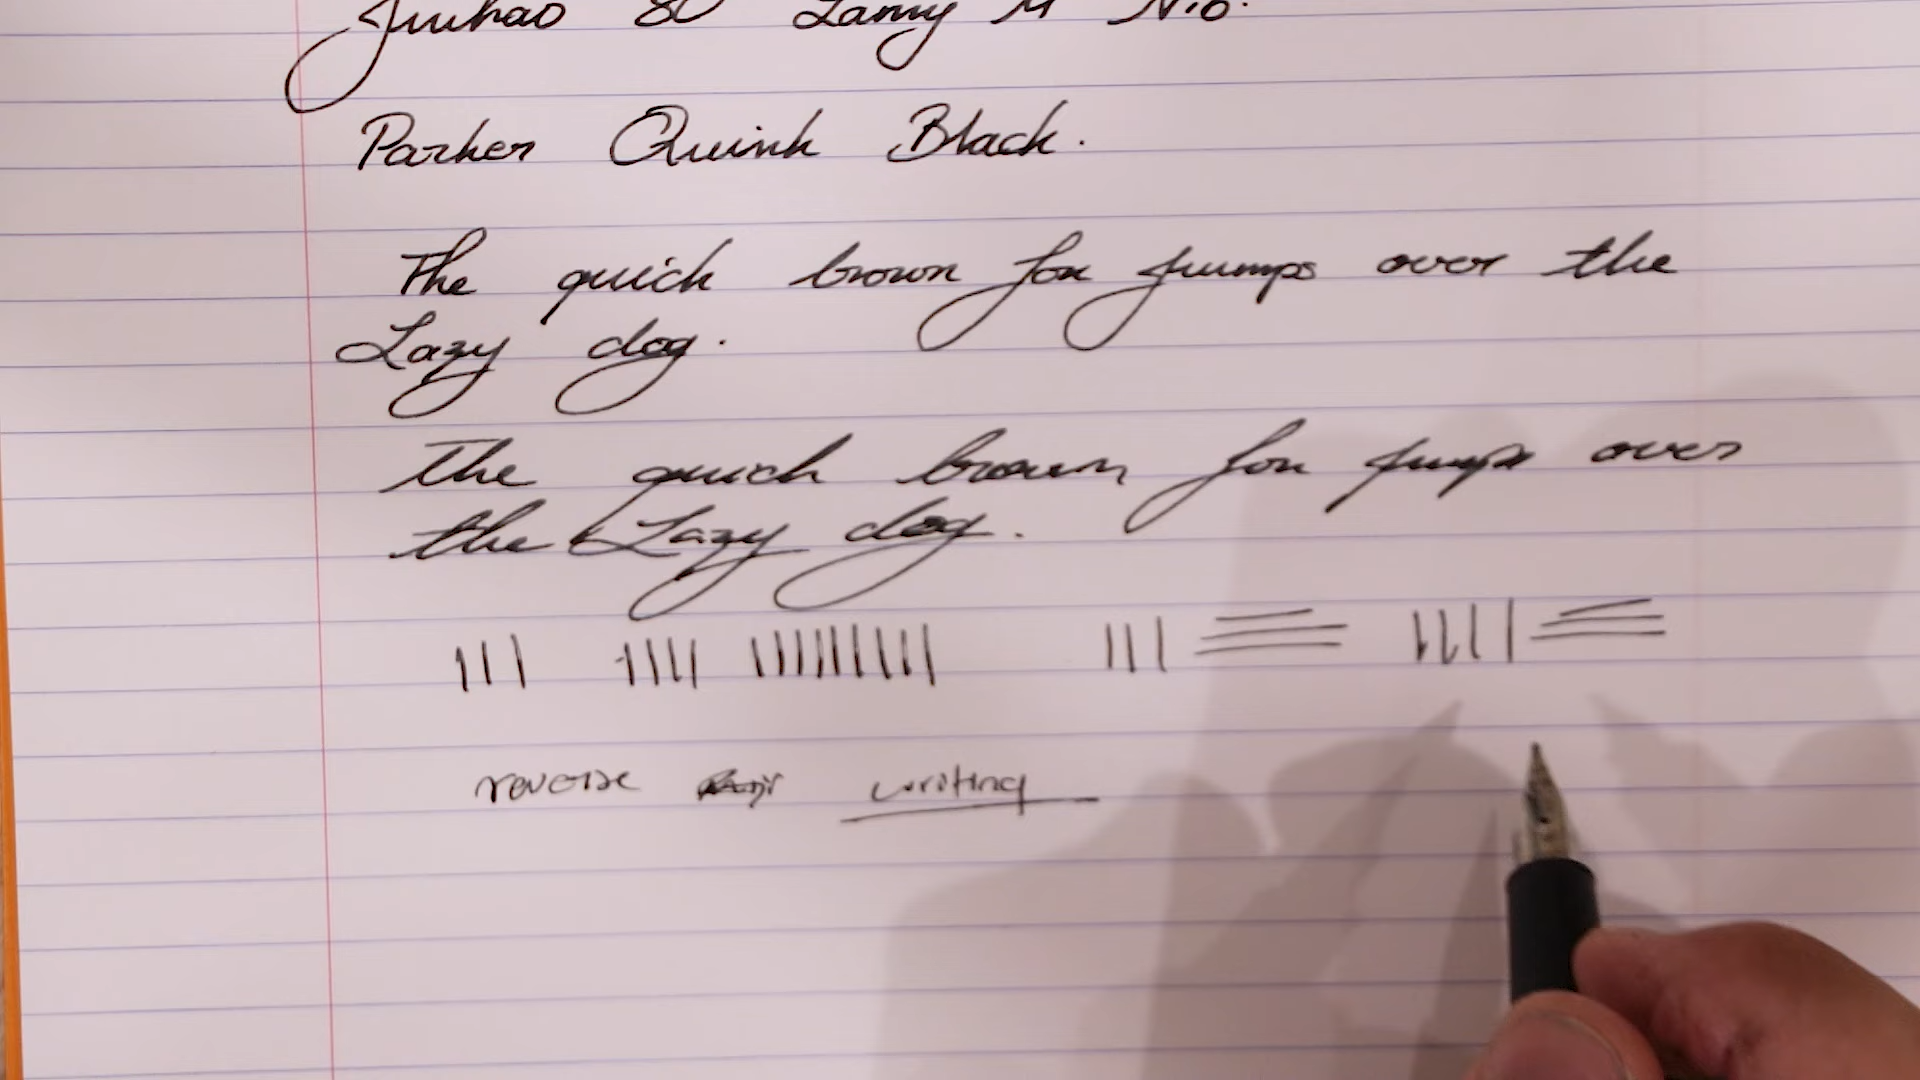 Jinhao 80 Lamy M Nib.
Parker Quink Black.
The quick brown fox jumps over the
Lazy dog.
The quick brown fox jumps over
the Lazy dog.
reverse writing